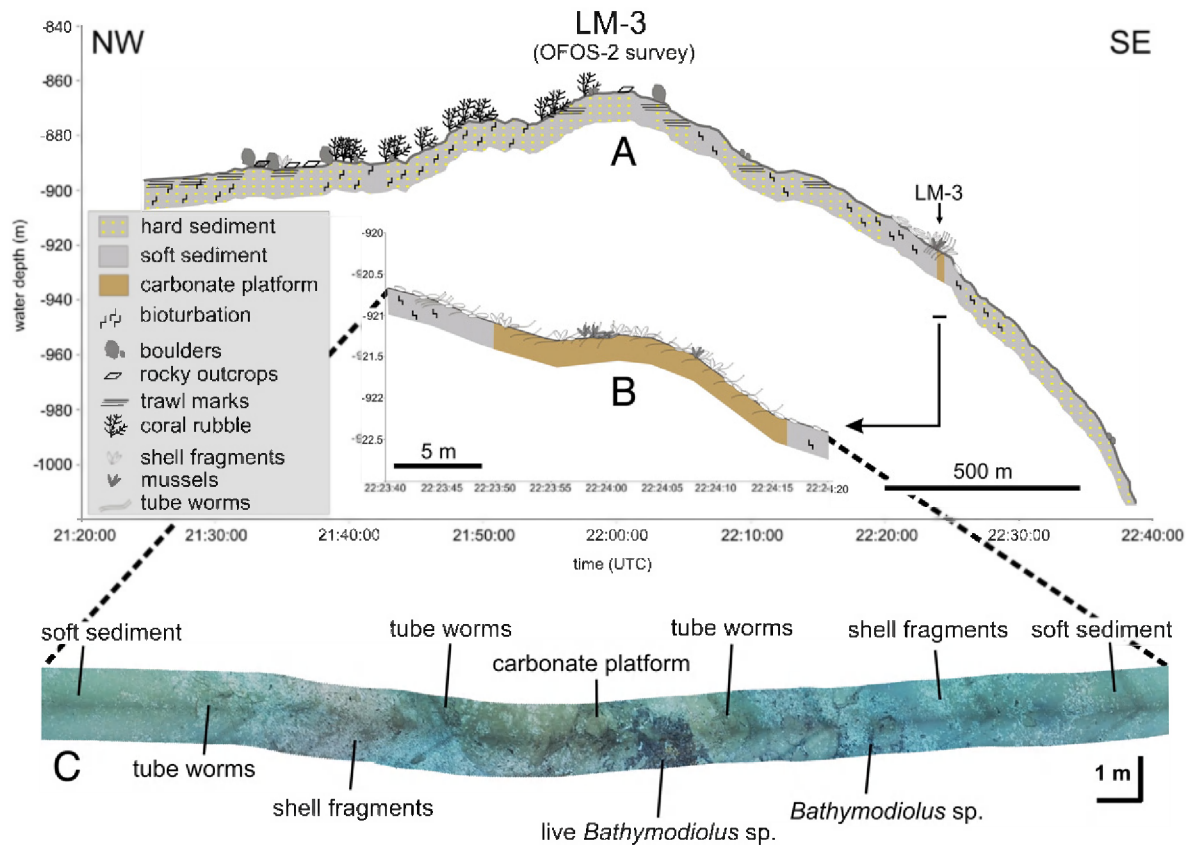 LM-3
(OFOS-2 survey)
NW
SE
-840
-860
-880
-900
-920
-940
-960
-980
-1000
water depth (m)
A
LM-3
hard sediment
soft sediment
carbonate platform
bioturbation
boulders
rocky outcrops
trawl marks
coral rubble
shell fragments
mussels
tube worms
-920
-920.5
-921
-921.5
-922
-922.5
B
5 m
500 m
22:23:40 22:23:45 22:23:50 22:23:55 22:24:00 22:24:05 22:24:10 22:24:15 22:24:20
21:20:00 21:30:00 21:40:00 21:50:00 22:00:00 22:10:00 22:20:00 22:30:00 22:40:00
time (UTC)
soft sediment
tube worms
carbonate platform
tube worms
shell fragments
soft sediment
C
tube worms
shell fragments
live Bathymodiolus sp.
Bathymodiolus sp.
1 m